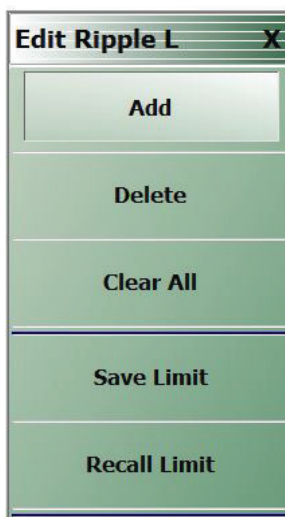 Edit Ripple L X
Add
Delete
Clear All
Save Limit
Recall Limit